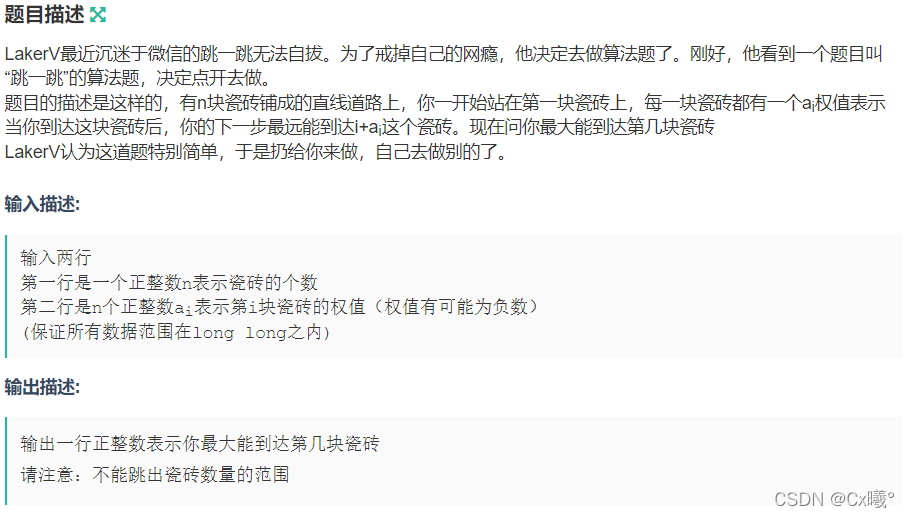 题目描述
LakerV最近沉迷于微信的跳一跳无法自拔。为了戒掉自己的网瘾，他决定去做算法题了。刚好，他看到一个题目叫
“跳一跳”的算法题，决定点开去做。
题目的描述是这样的，有n块瓷砖铺成的直线道路上，你一开始站在第一块瓷砖上，每一块瓷砖都有一个aᵢ权值表示
当你到达这块瓷砖后，你的下一步最远能到达i+aᵢ这个瓷砖。现在问你最大能到达第几块瓷砖
LakerV认为这道题特别简单，于是扔给你来做，自己去做别的了。
输入描述:
输入两行
第一行是一个正整数n表示瓷砖的个数
第二行是n个正整数aᵢ表示第i块瓷砖的权值（权值有可能为负数）
(保证所有数据范围在long long之内)
输出描述:
输出一行正整数表示你最大能到达第几块瓷砖
请注意：不能跳出瓷砖数量的范围
CSDN @Cx曦°